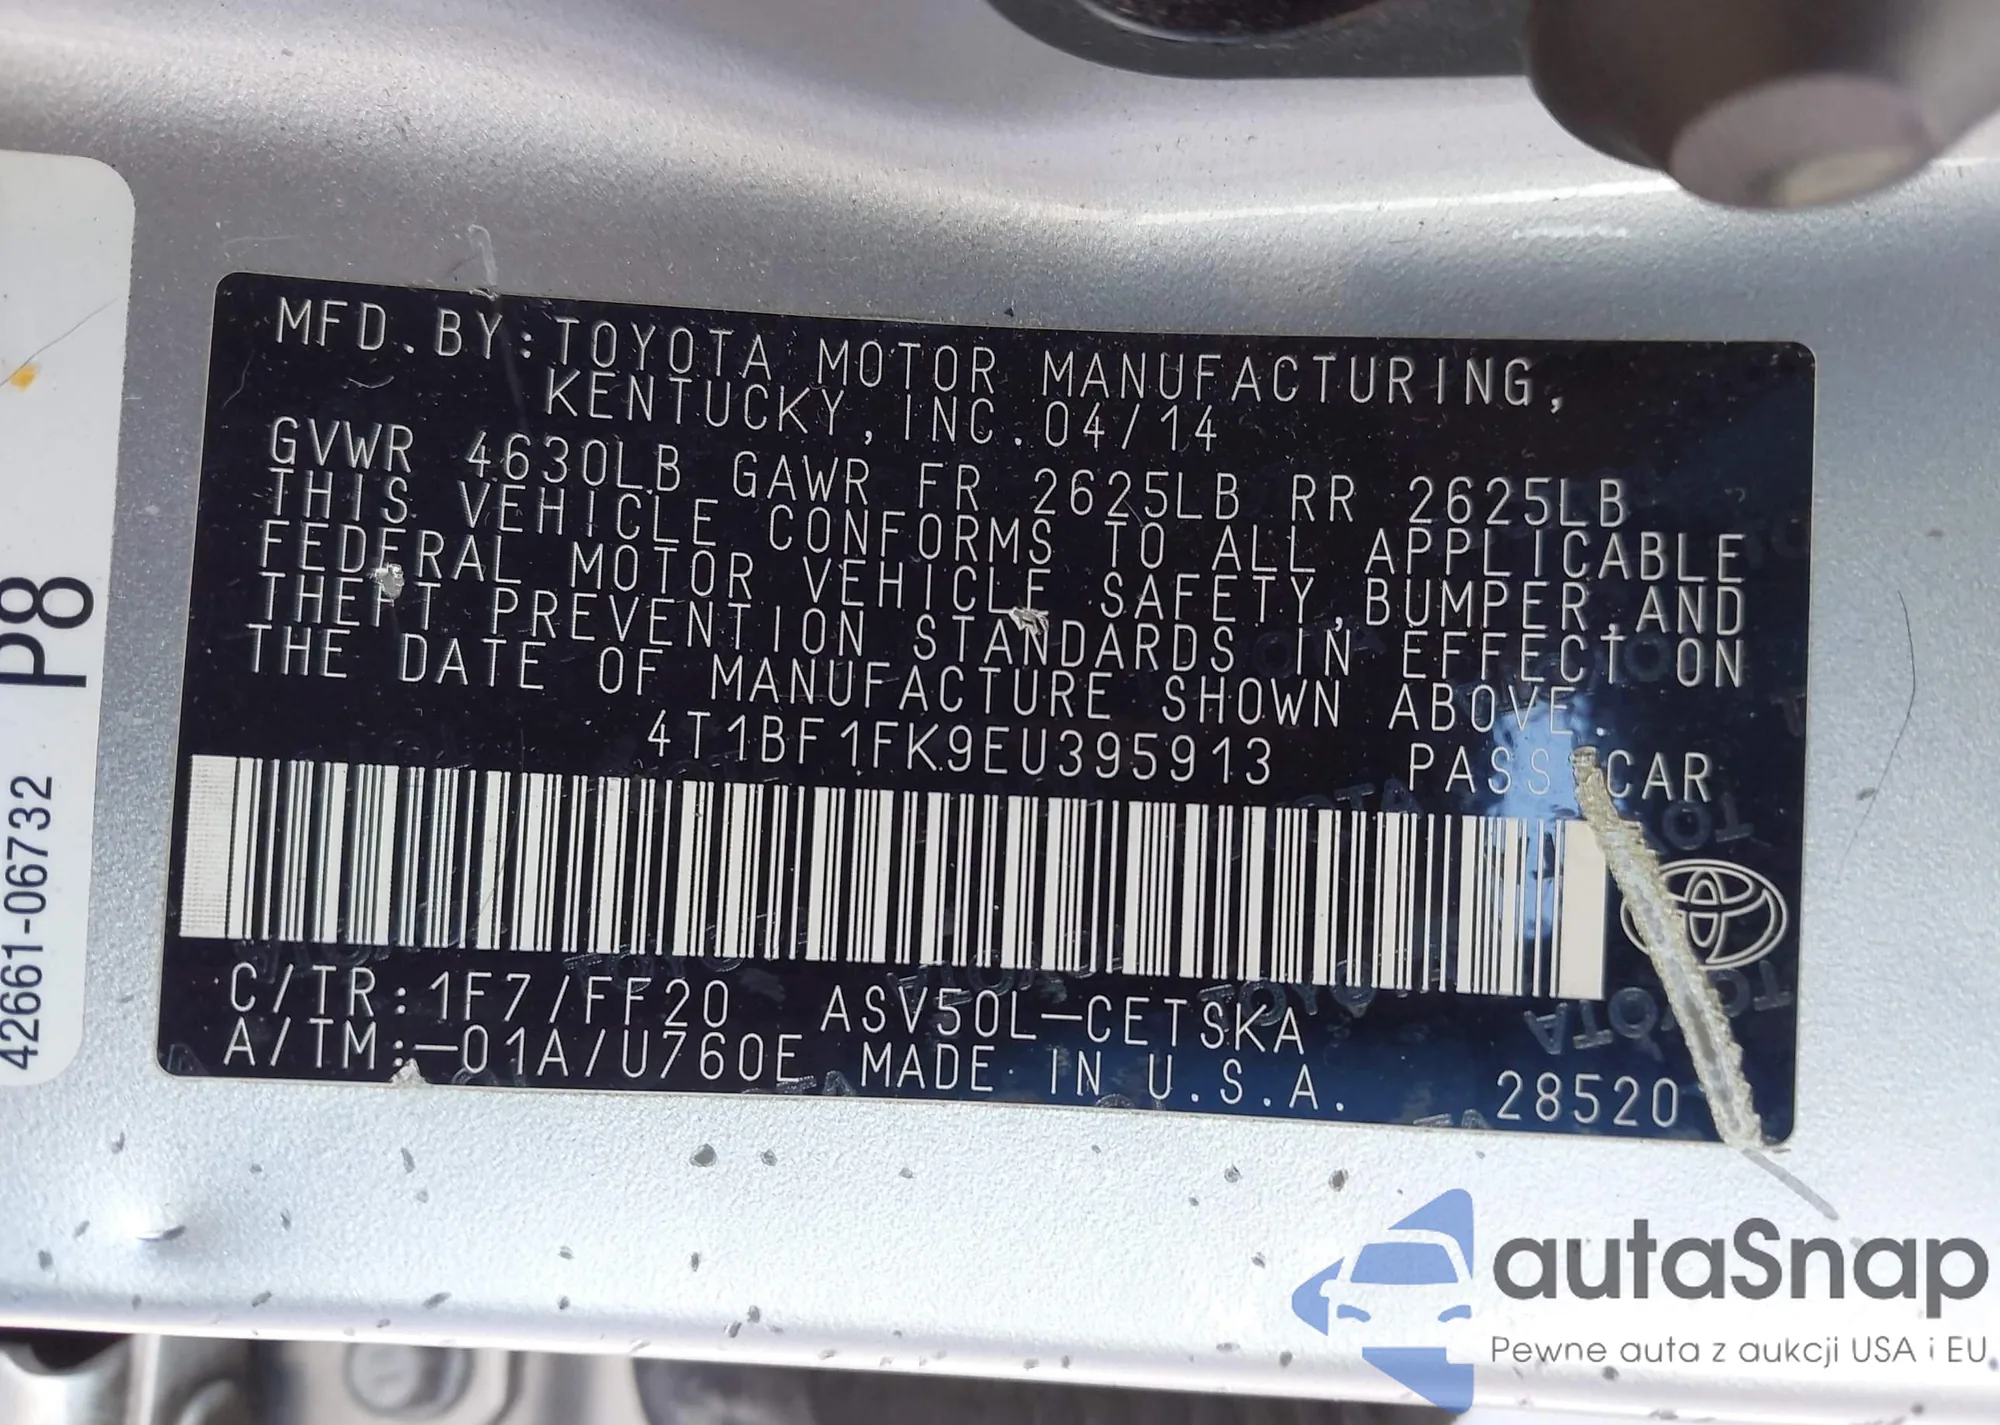 MFD.BY:TOYOTA MOTOR MANUFACTURING,
KENTUCKY, INC. 04/14
GVWR 4630LB GAWR FR 2625LB RR 2625LB
THIS VEHICLE CONFORMS TO ALL APPLICABLE
FEDERAL MOTOR VEHICLE SAFETY,BUMPER,AND
THEFT PREVENTION STANDARDS IN EFFECT ON
THE DATE OF MANUFACTURE SHOWN ABOVE.
4T1BF1FK9EU395913 PASS CAR
C/TR:1F7/FF20 ASV50L-CETSKA
A/TM:-01A/U760E MADE IN U.S.A. 28520
42661-06732 P8
autaSnap
Pewne auta z aukcji USA i EU